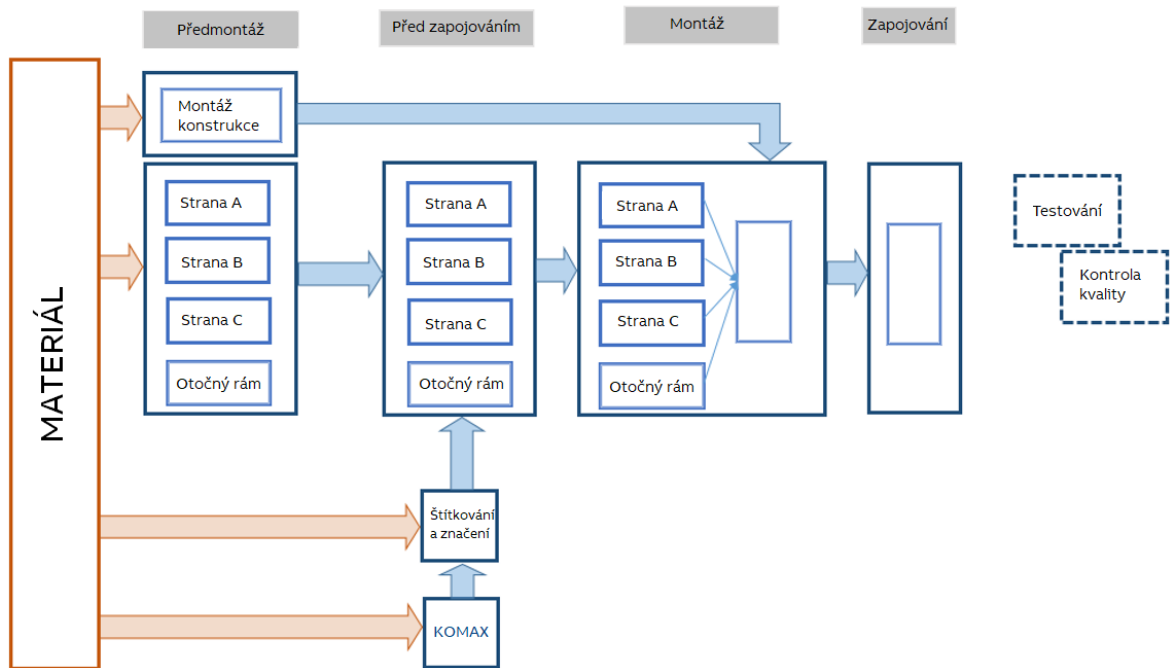 Předmontáž
Před zapojováním
Montáž
Zapojování
MATERIÁL
Montáž
konstrukce
Strana A
Strana B
Strana C
Otočný rám
Strana A
Strana B
Strana C
Otočný rám
Strana A
Strana B
Strana C
Otočný rám
Testování
Kontrola
kvality
Štítkování
a značení
KOMAX